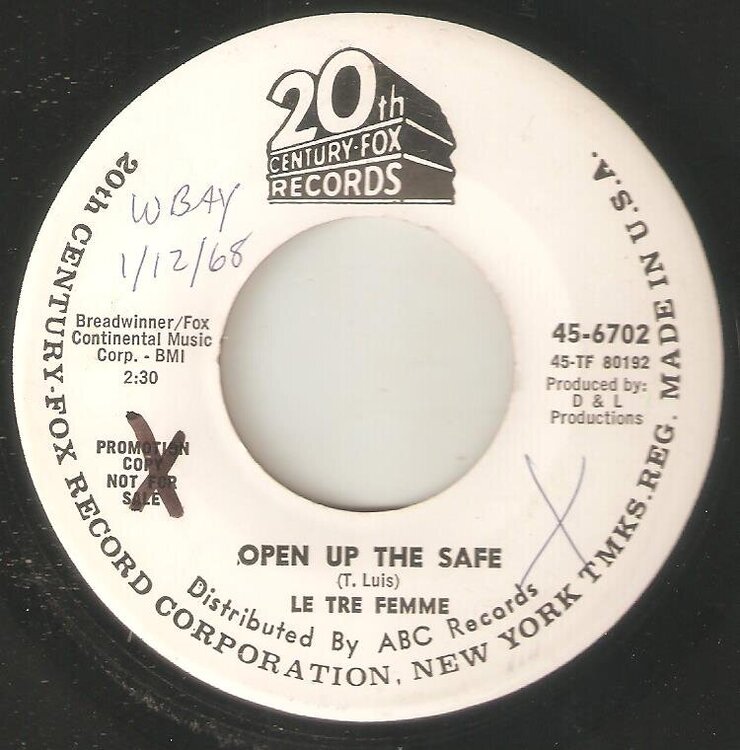 20th
CENTURY-FOX
RECORDS
WBAY
1/12/68
Breadwinner/Fox
Continental Music
Corp. - BMI
2:30
PROMOTION
COPY
NOT FOR
SALE
45-6702
45-TF 80192
Produced by:
D & L
Productions
OPEN UP THE SAFE
(T. Luis)
LE TRE FEMME
Distributed By ABC Records
20th CENTURY-FOX RECORD CORPORATION, NEW YORK TMKS. REG. MADE IN U.S.A.